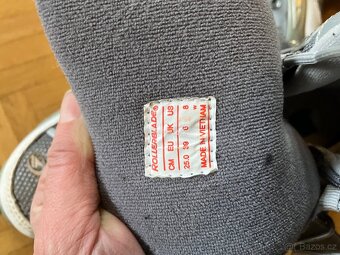 ROLLERBLADE®
CM EU UK US
25.0 39 6 8
W
MADE IN VIETNAM
Bazos.cz